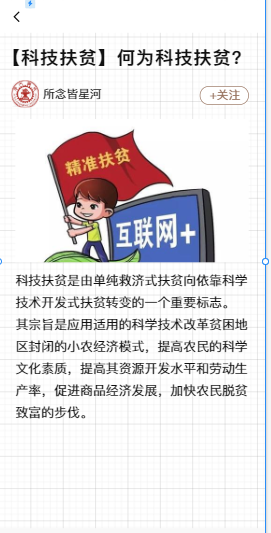 【科技扶贫】何为科技扶贫?
所念皆星河
+关注
精准扶贫
互联网+
科技扶贫是由单纯救济式扶贫向依靠科学
技术开发式扶贫转变的一个重要标志。
其宗旨是应用适用的科学技术改革贫困地
区封闭的小农经济模式，提高农民的科学
文化素质，提高其资源开发水平和劳动生
产率，促进商品经济发展，加快农民脱贫
致富的步伐。